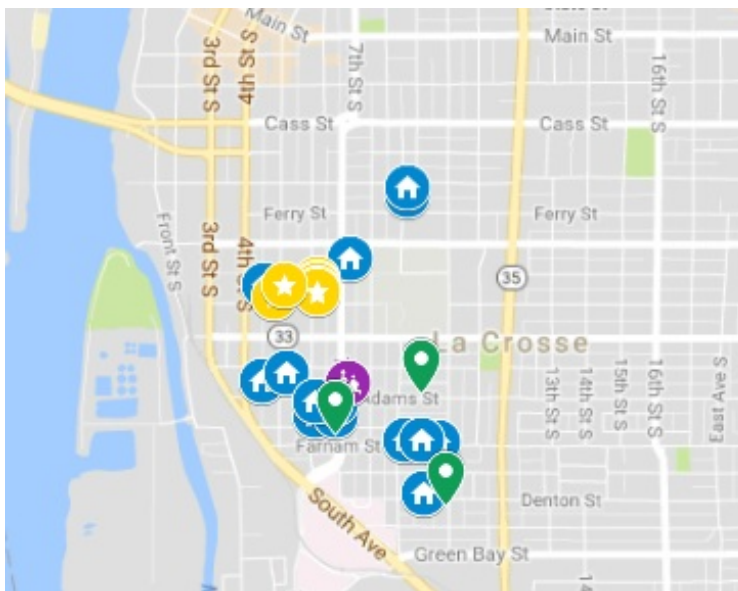 Main St
3rd St S
4th St S
7th St S
Main St
16th St S
Cass St
Cass St
Ferry St
Ferry St
Front St S
3rd St S
4th St S
35
33
La Crosse
Adams St
13th St S
14th St S
15th St S
16th St S
East Ave S
Farnam St
South Ave
Denton St
Green Bay St